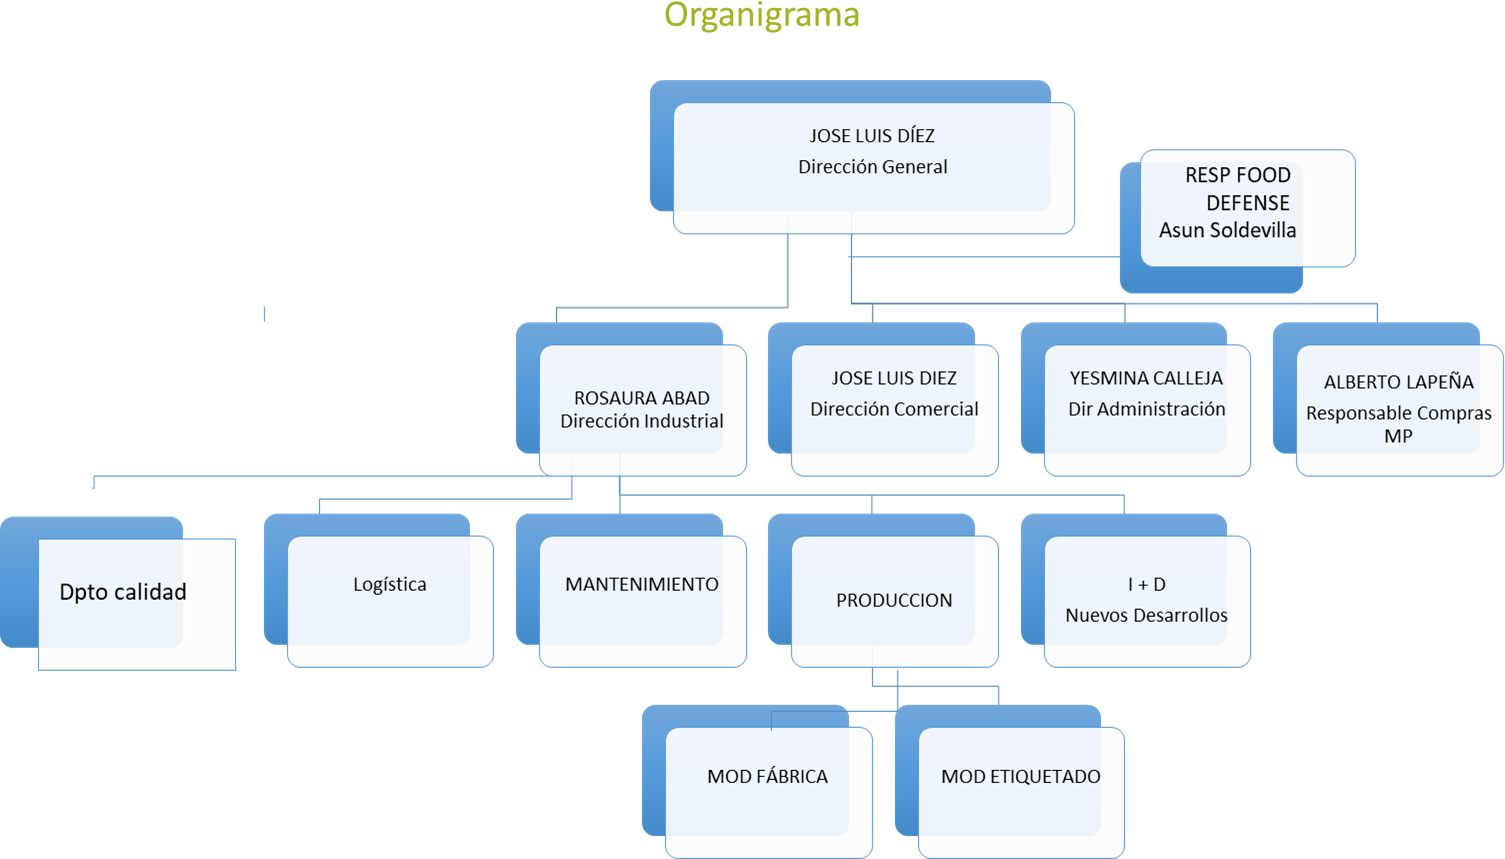 Organigrama
JOSE LUIS DÍEZ
Dirección General
RESP FOOD
DEFENSE
Asun Soldevilla
ROSAURA ABAD
Dirección Industrial
JOSE LUIS DIEZ
Dirección Comercial
YESMINA CALLEJA
Dir Administración
ALBERTO LAPEÑA
Responsable Compras
MP
Dpto calidad
Logística
MANTENIMIENTO
PRODUCCION
I + D
Nuevos Desarrollos
MOD FÁBRICA
MOD ETIQUETADO